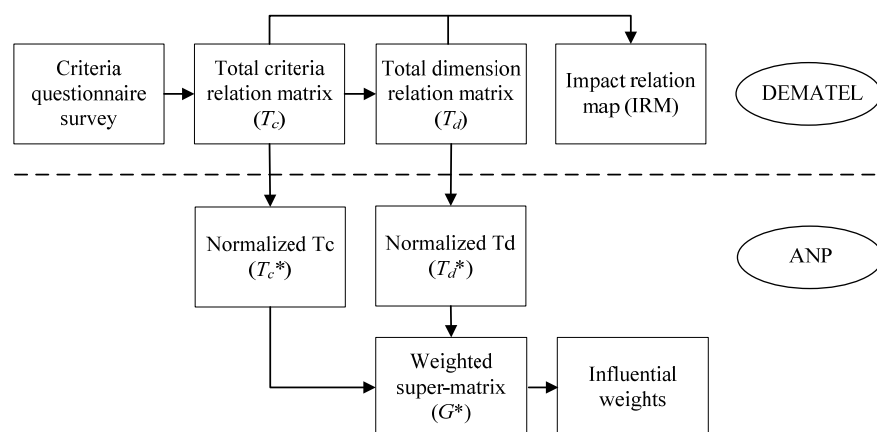 Criteria
questionnaire
survey
Total criteria
relation matrix
(Tc)
Total dimension
relation matrix
(Td)
Impact relation
map (IRM)
DEMATEL
Normalized Tc
(Tc*)
Normalized Td
(Td*)
ANP
Weighted
super-matrix
(G*)
Influential
weights